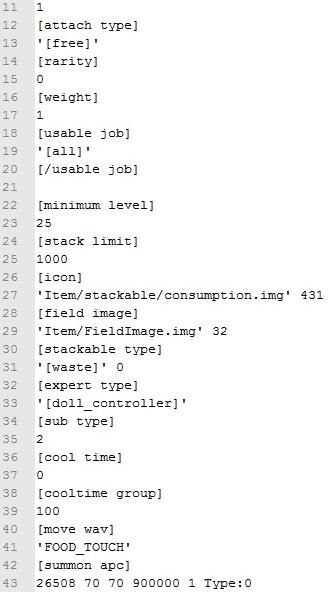 11 1
12 [attach type]
13 '[free]'
14 [rarity]
15 0
16 [weight]
17 1
18 [usable job]
19 '[all]'
20 [/usable job]
21
22 [minimum level]
23 25
24 [stack limit]
25 1000
26 [icon]
27 'Item/stackable/consumption.img' 431
28 [field image]
29 'Item/FieldImage.img' 32
30 [stackable type]
31 '[waste]' 0
32 [expert type]
33 '[doll_controller]'
34 [sub type]
35 2
36 [cool time]
37 0
38 [cooltime group]
39 100
40 [move wav]
41 'FOOD_TOUCH'
42 [summon apc]
43 26508 70 70 900000 1 Type:0